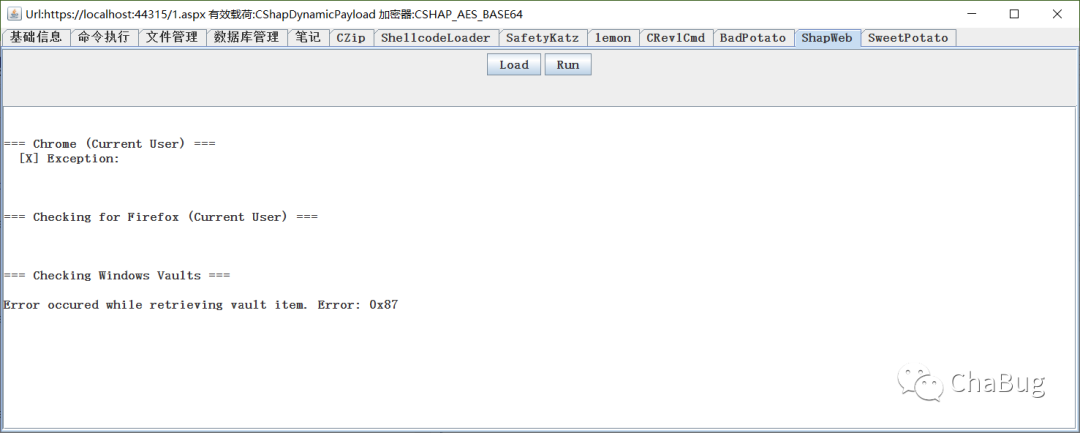 Url:https://localhost:44315/1.aspx 有效载荷:CShapDynamicPayload 加密器:CSHAP_AES_BASE64
基础信息 命令执行 文件管理 数据库管理 笔记 CZip ShellcodeLoader SafetyKatz lemon CRevlCmd BadPotato ShapWeb SweetPotato
Load Run
=== Chrome (Current User) ===
[X] Exception:
=== Checking for Firefox (Current User) ===
=== Checking Windows Vaults ===
Error occured while retrieving vault item. Error: 0x87
ChaBug